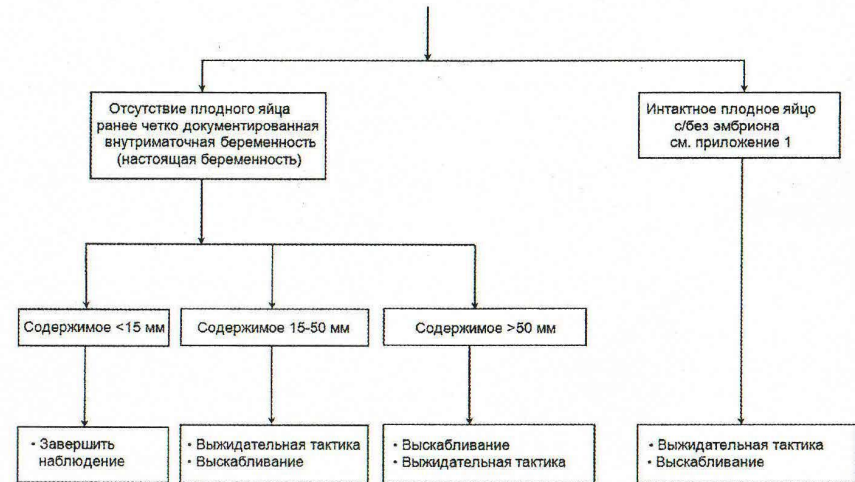 Отсутствие плодного яйца
ранее четко документированная
внутриматочная беременность
(настоящая беременность)
Интактное плодное яйцо
с/без эмбриона
см. приложение 1
Содержимое <15 мм
Содержимое 15-50 мм
Содержимое >50 мм
• Завершить
наблюдение
• Выжидательная тактика
• Выскабливание
• Выскабливание
• Выжидательная тактика
• Выжидательная тактика
• Выскабливание